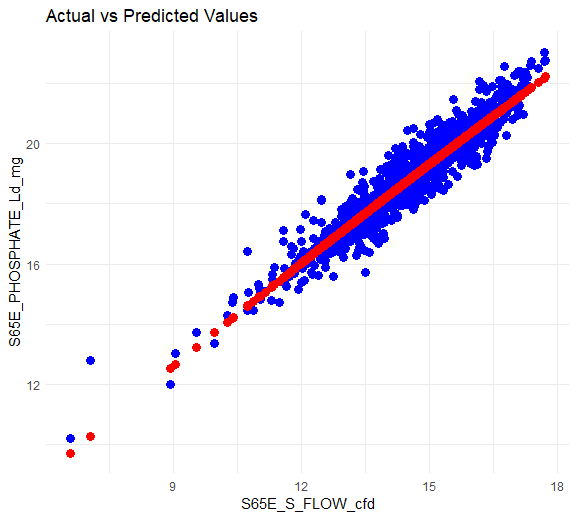 Actual vs Predicted Values
S65E_PHOSPHATE_Ld_mg
20
16
12
9
12
15
18
S65E_S_FLOW_cfd